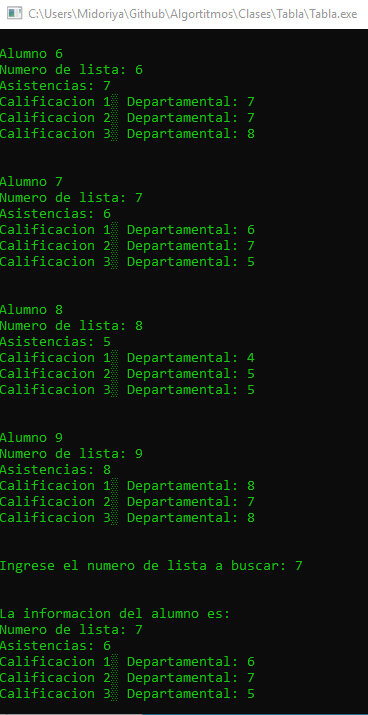 C:\Users\Midoriya\Github\Algortitmos\Clases\Tabla\Tabla.exe
Alumno 6
Numero de lista: 6
Asistencias: 7
Calificacion 1░ Departamental: 7
Calificacion 2░ Departamental: 7
Calificacion 3░ Departamental: 8
Alumno 7
Numero de lista: 7
Asistencias: 6
Calificacion 1░ Departamental: 6
Calificacion 2░ Departamental: 7
Calificacion 3░ Departamental: 5
Alumno 8
Numero de lista: 8
Asistencias: 5
Calificacion 1░ Departamental: 4
Calificacion 2░ Departamental: 5
Calificacion 3░ Departamental: 5
Alumno 9
Numero de lista: 9
Asistencias: 8
Calificacion 1░ Departamental: 8
Calificacion 2░ Departamental: 7
Calificacion 3░ Departamental: 8
Ingrese el numero de lista a buscar: 7
La informacion del alumno es:
Numero de lista: 7
Asistencias: 6
Calificacion 1░ Departamental: 6
Calificacion 2░ Departamental: 7
Calificacion 3░ Departamental: 5